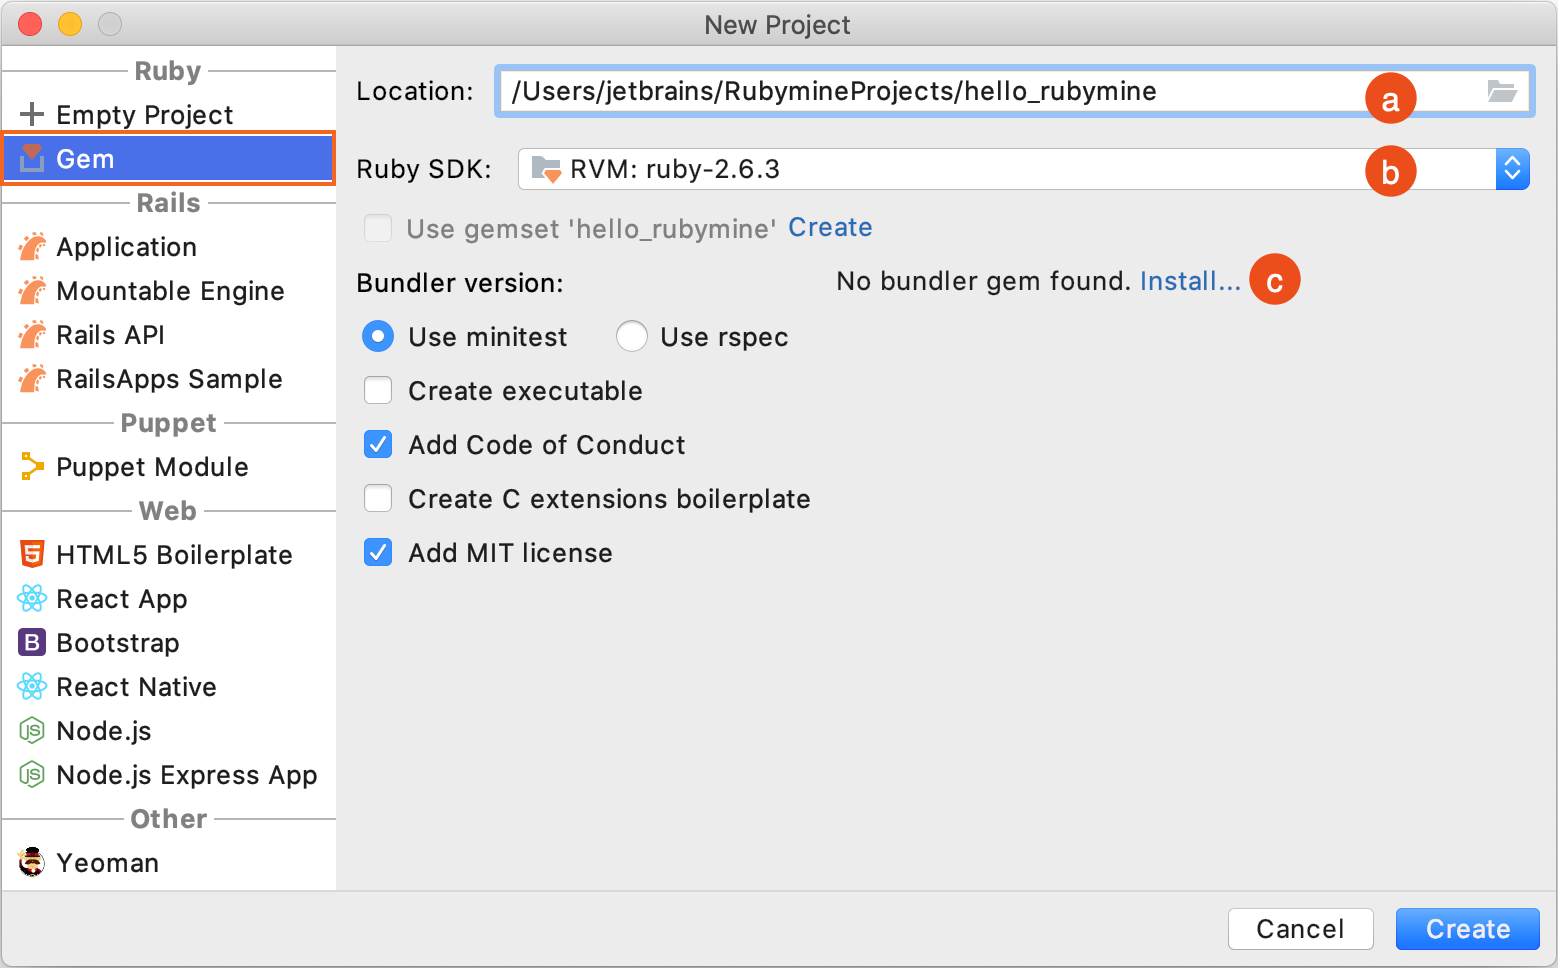 New Project
Ruby
Empty Project
Gem
Rails
Application
Mountable Engine
Rails API
RailsApps Sample
Puppet
Puppet Module
Web
HTML5 Boilerplate
React App
Bootstrap
React Native
Node.js
Node.js Express App
Other
Yeoman
Location: /Users/jetbrains/RubymineProjects/hello_rubymine a
Ruby SDK: RVM: ruby-2.6.3 b
Use gemset 'hello_rubymine' Create
Bundler version: No bundler gem found. Install... c
Use minitest Use rspec
Create executable
Add Code of Conduct
Create C extensions boilerplate
Add MIT license
Cancel Create